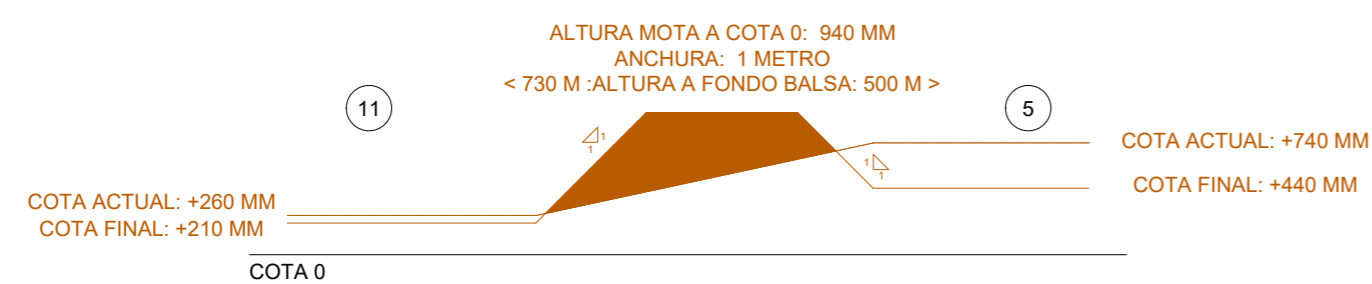 ALTURA MOTA A COTA 0: 940 MM
ANCHURA: 1 METRO
< 730 M :ALTURA A FONDO BALSA: 500 M >
11
5
1
1
1
1
COTA ACTUAL: +740 MM
COTA FINAL: +440 MM
COTA ACTUAL: +260 MM
COTA FINAL: +210 MM
COTA 0